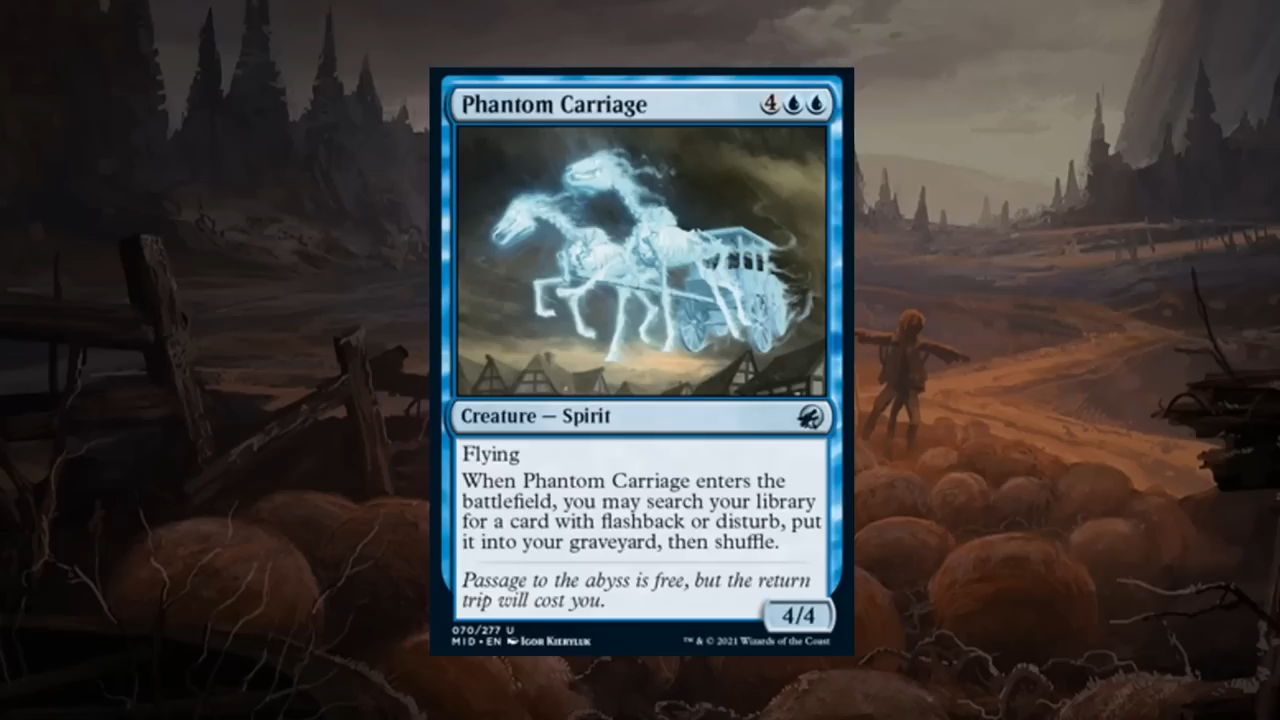 Phantom Carriage 4
Creature — Spirit
Flying
When Phantom Carriage enters the
battlefield, you may search your library
for a card with flashback or disturb, put
it into your graveyard, then shuffle.
Passage to the abyss is free, but the return
trip will cost you.
4/4
070/277 U
MID • EN IGOR KIERYLUK
™ & © 2021 Wizards of the Coast